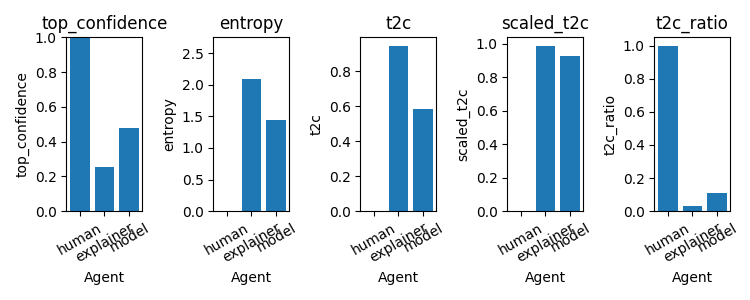 top_confidence
top_confidence
1.0
0.8
0.6
0.4
0.2
0.0
human
explainer
model
Agent
entropy
entropy
2.5
2.0
1.5
1.0
0.5
0.0
human
explainer
model
Agent
t2c
t2c
0.8
0.6
0.4
0.2
0.0
human
explainer
model
Agent
scaled_t2c
scaled_t2c
1.0
0.8
0.6
0.4
0.2
0.0
human
explainer
model
Agent
t2c_ratio
t2c_ratio
1.0
0.8
0.6
0.4
0.2
0.0
human
explainer
model
Agent